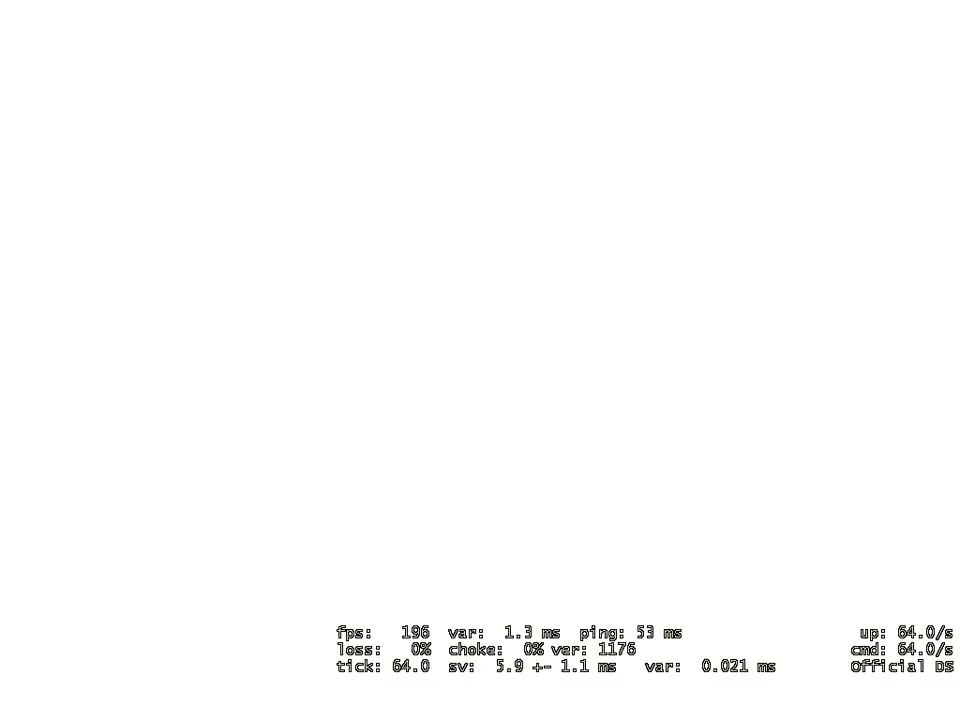 fps: 196 var: 1.3 ms ping: 53 ms up: 64.0/s
loss: 0% choke: 0% ver: 1176 cmd: 64.0/s
tick: 64.0 sv: 5.9 +- 1.1 ms var: 0.021 ms Official DS